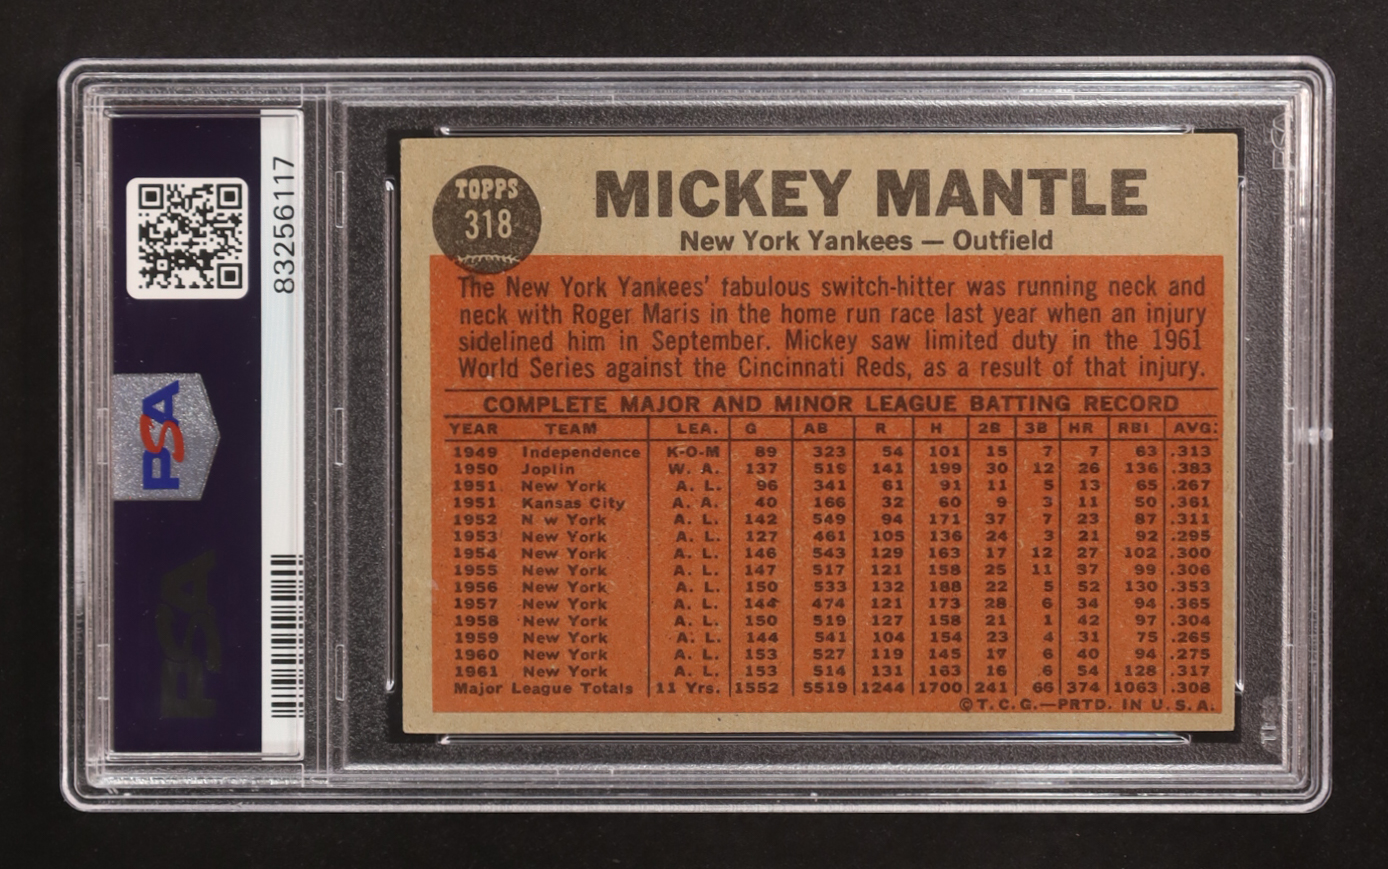 PSA
83256117
TOPPS
318
MICKEY MANTLE
New York Yankees — Outfield
The New York Yankees' fabulous switch-hitter was running neck and
neck with Roger Maris in the home run race last year when an injury
sidelined him in September. Mickey saw limited duty in the 1961
World Series against the Cincinnati Reds, as a result of that injury.
COMPLETE MAJOR AND MINOR LEAGUE BATTING RECORD
YEAR TEAM LEA. G AB R H 2B 3B HR RBI AVG.
1949 Independence K-O-M 89 323 54 101 15 7 7 63 .313
1950 Joplin W. A. 137 519 141 199 30 12 26 136 .383
1951 New York A. L. 96 341 61 91 11 5 13 65 .267
1951 Kansas City A. A. 40 166 32 60 9 3 11 50 .361
1952 N w York A. L. 142 549 94 171 37 7 23 87 .311
1953 New York A. L. 127 461 105 136 24 3 21 92 .295
1954 New York A. L. 146 543 129 163 17 12 27 102 .300
1955 New York A. L. 147 517 121 158 25 11 37 99 .306
1956 New York A. L. 150 533 132 188 22 5 52 130 .353
1957 New York A. L. 144 474 121 173 28 6 34 94 .365
1958 New York A. L. 150 519 127 158 21 1 42 97 .304
1959 New York A. L. 144 541 104 154 23 4 31 75 .265
1960 New York A. L. 153 527 119 145 17 6 40 94 .275
1961 New York A. L. 153 514 131 163 16 6 54 128 .317
Major League Totals 11 Yrs. 1552 5519 1244 1700 241 66 374 1063 .308
©T.C.G.—PRTD. IN U.S.A.
PSA